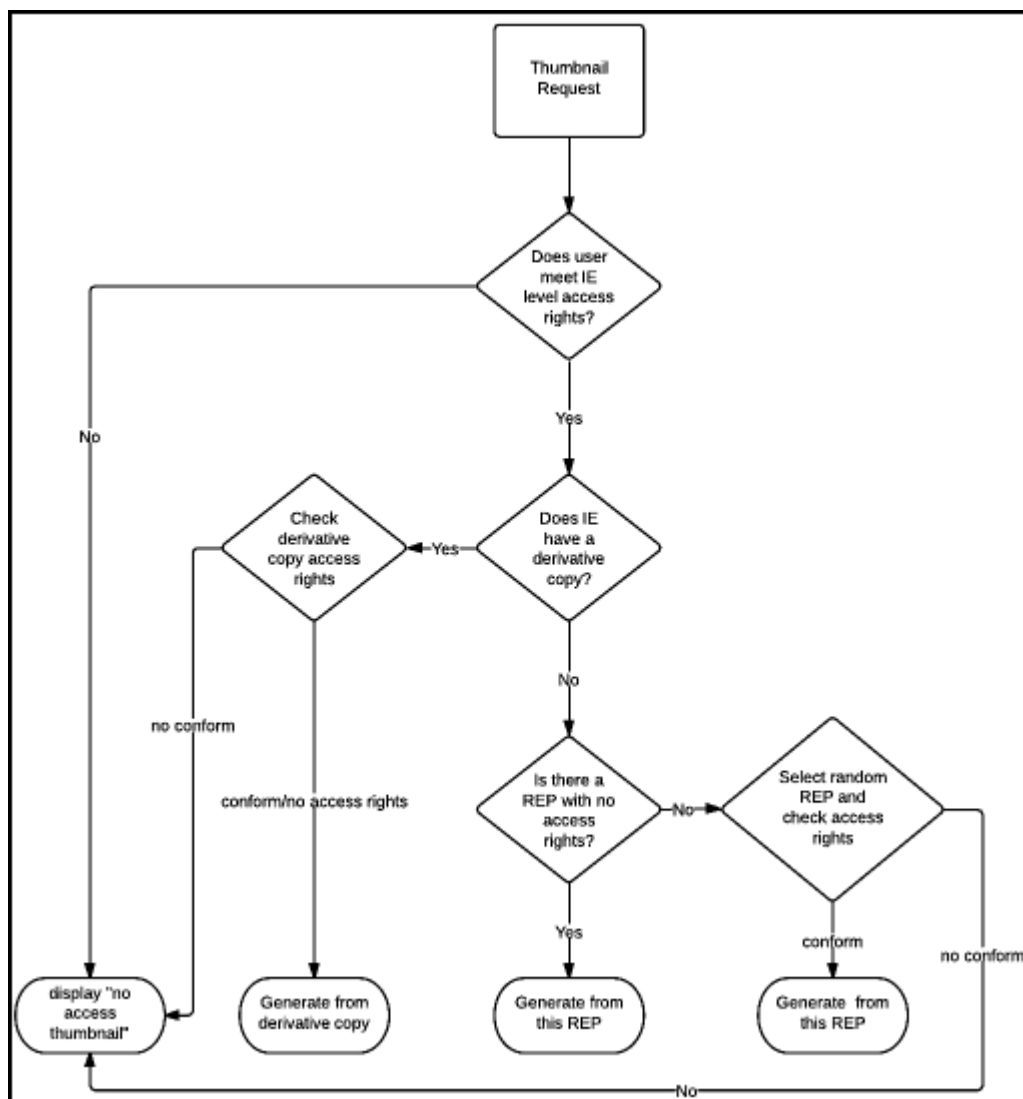 Thumbnail
Request
Does user
meet IE
level access
rights?
No
Yes
Check
derivative
copy access
rights
Yes
Does IE
have a
derivative
copy?
No
no conform
conform/no access rights
Is there a
REP with no
access
rights?
No
Select random
REP and
check access
rights
Yes
conform
no conform
display "no
access
thumbnail"
Generate from
derivative copy
Generate from
this REP
Generate from
this REP
No